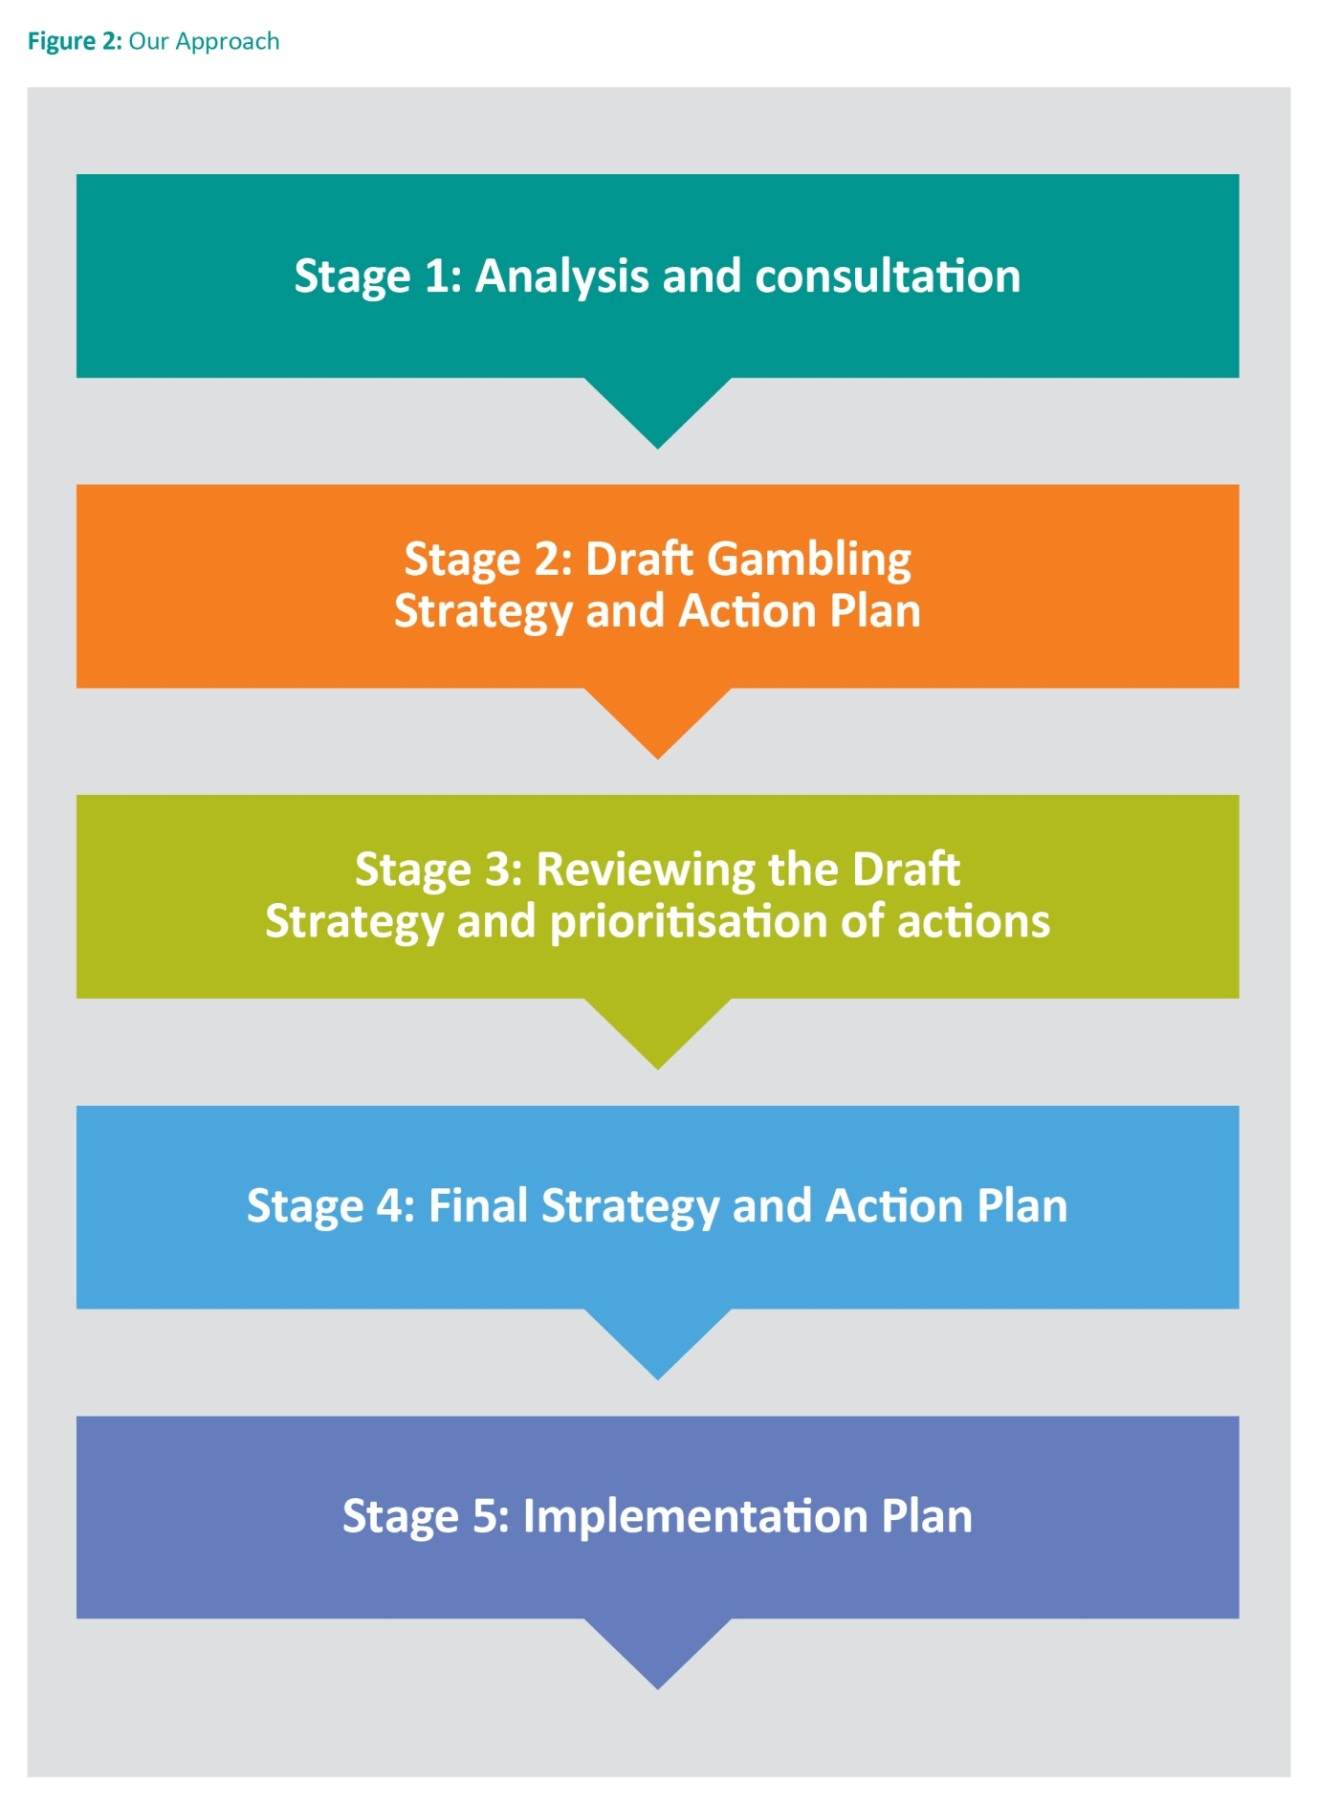 Figure 2: Our Approach
Stage 1: Analysis and consultation
Stage 2: Draft Gambling
Strategy and Action Plan
Stage 3: Reviewing the Draft
Strategy and prioritisation of actions
Stage 4: Final Strategy and Action Plan
Stage 5: Implementation Plan